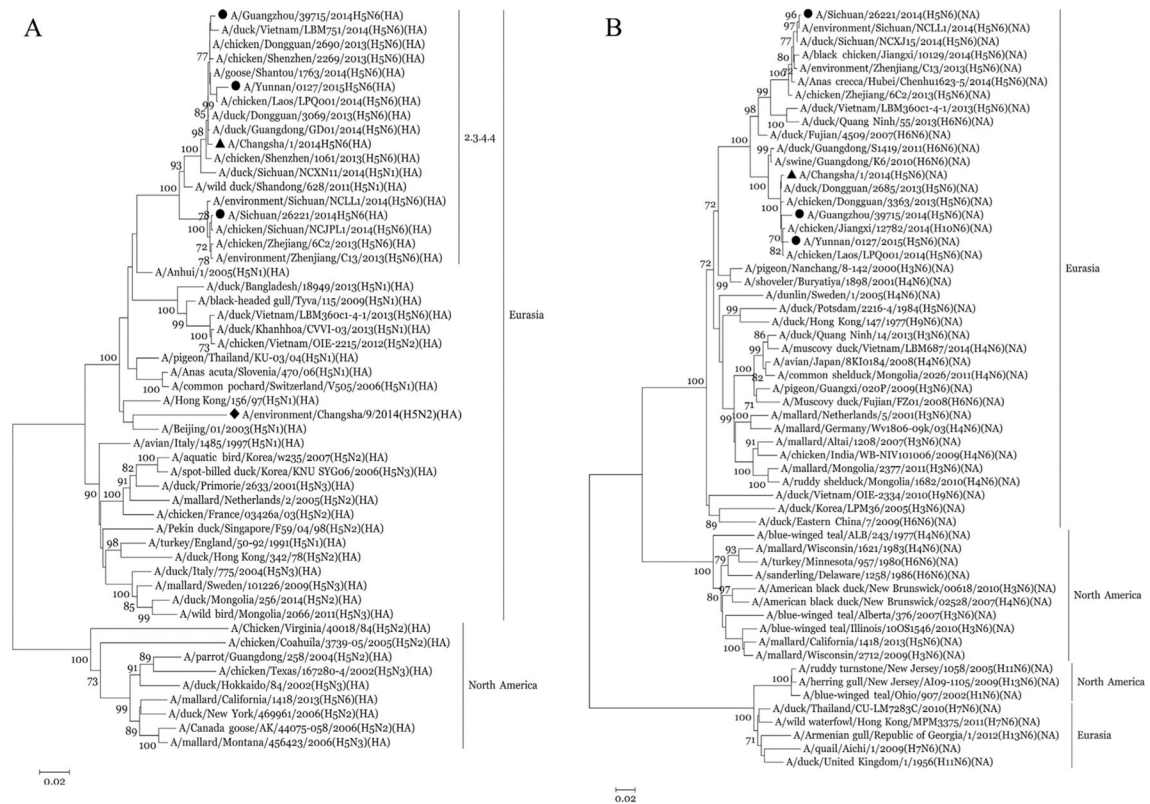 A
A/Guangzhou/39715/2014H5N6(HA)
A/duck/Vietnam/LBM751/2014(H5N6)(HA)
A/chicken/Dongguan/2690/2013(H5N6)(HA)
A/chicken/Shenzhen/2269/2013(H5N6)(HA)
77
A/goose/Shantou/1763/2014(H5N6)(HA)
A/Yunnan/0127/2015H5N6(HA)
99
A/chicken/Laos/LPQ001/2014(H5N6)(HA)
85
A/duck/Dongguan/3069/2013(H5N6)(HA)
98
A/duck/Guangdong/GD01/2014(H5N6)(HA)
2.3.4.4
A/Changsha/1/2014H5N6(HA)
A/chicken/Shenzhen/1061/2013(H5N6)(HA)
93
A/duck/Sichuan/NCXN11/2014(H5N1)(HA)
100
A/wild duck/Shandong/628/2011(H5N1)(HA)
A/environment/Sichuan/NCLL1/2014(H5N6)(HA)
78
A/Sichuan/26221/2014H5N6(HA)
100
A/chicken/Sichuan/NCJPL1/2014(H5N6)(HA)
72
A/chicken/Zhejiang/6C2/2013(H5N6)(HA)
78
A/environment/Zhenjiang/C13/2013(H5N6)(HA)
A/Anhui/1/2005(H5N1)(HA)
A/duck/Bangladesh/18949/2013(H5N1)(HA)
100
A/black-headed gull/Tyva/115/2009(H5N1)(HA)
99
A/duck/Vietnam/LBM360c1-4-1/2013(H5N6)(HA)
Eurasia
100
A/duck/Khanhhoa/CVVI-03/2013(H5N1)(HA)
73
A/chicken/Vietnam/OIE-2215/2012(H5N2)(HA)
100
A/pigeon/Thailand/KU-03/04(H5N1)(HA)
A/Anas acuta/Slovenia/470/06(H5N1)(HA)
100
A/common pochard/Switzerland/V505/2006(H5N1)(HA)
A/Hong Kong/156/97(H5N1)(HA)
A/environment/Changsha/9/2014(H5N2)(HA)
A/Beijing/01/2003(H5N1)(HA)
A/avian/Italy/1485/1997(H5N1)(HA)
100
A/aquatic bird/Korea/w235/2007(H5N2)(HA)
82
A/spot-billed duck/Korea/KNU SYG06/2006(H5N3)(HA)
91
A/duck/Primorie/2633/2001(H5N3)(HA)
90
100
A/mallard/Netherlands/2/2005(H5N2)(HA)
A/chicken/France/03426a/03(H5N2)(HA)
A/Pekin duck/Singapore/F59/04/98(H5N2)(HA)
98
A/turkey/England/50-92/1991(H5N1)(HA)
A/duck/Hong Kong/342/78(H5N2)(HA)
A/duck/Italy/775/2004(H5N3)(HA)
100
A/mallard/Sweden/101226/2009(H5N3)(HA)
85
A/duck/Mongolia/256/2014(H5N2)(HA)
99
A/wild bird/Mongolia/2066/2011(H5N3)(HA)
A/Chicken/Virginia/40018/84(H5N2)(HA)
A/chicken/Coahuila/3739-05/2005(H5N2)(HA)
100
89
A/parrot/Guangdong/258/2004(H5N2)(HA)
91
A/chicken/Texas/167280-4/2002(H5N3)(HA)
73
A/duck/Hokkaido/84/2002(H5N3)(HA)
North America
A/mallard/California/1418/2013(H5N6)(HA)
99
A/duck/New York/469961/2006(H5N2)(HA)
89
A/Canada goose/AK/44075-058/2006(H5N2)(HA)
100
A/mallard/Montana/456423/2006(H5N3)(HA)
0.02
B
96
A/Sichuan/26221/2014(H5N6)(NA)
97
A/environment/Sichuan/NCLL1/2014(H5N6)(NA)
77
A/duck/Sichuan/NCXJ15/2014(H5N6)(NA)
80
A/black chicken/Jiangxi/10129/2014(H5N6)(NA)
72
A/environment/Zhenjiang/C13/2013(H5N6)(NA)
100
A/Anas crecca/Hubei/Chenhu1623-5/2014(H5N6)(NA)
99
A/chicken/Zhejiang/6C2/2013(H5N6)(NA)
A/duck/Vietnam/LBM360c1-4-1/2013(H5N6)(NA)
100
A/duck/Quang Ninh/55/2013(H6N6)(NA)
100
A/duck/Fujian/4509/2007(H6N6)(NA)
99
A/duck/Guangdong/S1419/2011(H6N6)(NA)
A/swine/Guangdong/K6/2010(H6N6)(NA)
100
A/Changsha/1/2014(H5N6)(NA)
A/duck/Dongguan/2685/2013(H5N6)(NA)
72
100
A/chicken/Dongguan/3363/2013(H5N6)(NA)
A/Guangzhou/39715/2014(H5N6)(NA)
A/chicken/Jiangxi/12782/2014(H10N6)(NA)
70
A/Yunnan/0127/2015(H5N6)(NA)
82
A/chicken/Laos/LPQ001/2014(H5N6)(NA)
72
A/pigeon/Nanchang/8-142/2000(H3N6)(NA)
Eurasia
99
A/shoveler/Buryatiya/1898/2001(H4N6)(NA)
A/dunlin/Sweden/1/2005(H4N6)(NA)
A/duck/Potsdam/2216-4/1984(H5N6)(NA)
100
A/duck/Hong Kong/147/1977(H9N6)(NA)
86
A/duck/Quang Ninh/14/2013(H3N6)(NA)
99
A/muscovy duck/Vietnam/LBM687/2014(H4N6)(NA)
100
A/avian/Japan/8KI0184/2008(H4N6)(NA)
82
A/common shelduck/Mongolia/2026/2011(H4N6)(NA)
100
A/pigeon/Guangxi/020P/2009(H3N6)(NA)
71
A/Muscovy duck/Fujian/FZ01/2008(H6N6)(NA)
99
100
A/mallard/Netherlands/5/2001(H3N6)(NA)
A/mallard/Germany/Wv1806-09k/03(H4N6)(NA)
91
A/mallard/Altai/1208/2007(H3N6)(NA)
A/chicken/India/WB-NIV101006/2009(H4N6)(NA)
100
A/mallard/Mongolia/2377/2011(H3N6)(NA)
100
A/ruddy shelduck/Mongolia/1682/2010(H4N6)(NA)
A/duck/Vietnam/OIE-2334/2010(H9N6)(NA)
A/duck/Korea/LPM36/2005(H3N6)(NA)
89
A/duck/Eastern China/7/2009(H6N6)(NA)
A/blue-winged teal/ALB/243/1977(H4N6)(NA)
93
A/mallard/Wisconsin/1621/1983(H4N6)(NA)
79
A/turkey/Minnesota/957/1980(H6N6)(NA)
100
A/sanderling/Delaware/1258/1986(H6N6)(NA)
97
A/American black duck/New Brunswick/00618/2010(H3N6)(NA)
North America
80
A/American black duck/New Brunswick/02528/2007(H4N6)(NA)
A/blue-winged teal/Alberta/376/2007(H3N6)(NA)
A/blue-winged teal/Illinois/10OS1546/2010(H3N6)(NA)
A/mallard/California/1418/2013(H5N6)(NA)
100
A/mallard/Wisconsin/2712/2009(H3N6)(NA)
A/ruddy turnstone/New Jersey/1058/2005(H11N6)(NA)
100
A/herring gull/New Jersey/AI09-1105/2009(H13N6)(NA)
North America
A/blue-winged teal/Ohio/907/2002(H1N6)(NA)
100
A/duck/Thailand/CU-LM7283C/2010(H7N6)(NA)
A/wild waterfowl/Hong Kong/MPM3375/2011(H7N6)(NA)
71
A/Armenian gull/Republic of Georgia/1/2012(H13N6)(NA)
Eurasia
A/quail/Aichi/1/2009(H7N6)(NA)
A/duck/United Kingdom/1/1956(H11N6)(NA)
0.02